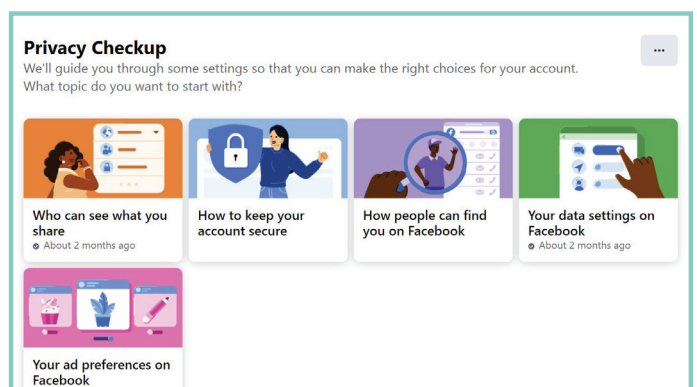 Privacy Checkup
...
We'll guide you through some settings so that you can make the right choices for your account.
What topic do you want to start with?
Who can see what you
share
About 2 months ago
How to keep your
account secure
How people can find
you on Facebook
Your data settings on
Facebook
About 2 months ago
Your ad preferences on
Facebook